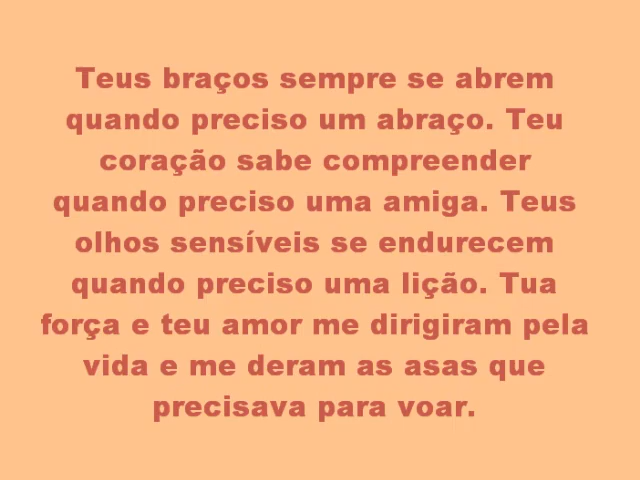 Teus braços sempre se abrem
quando preciso um abraço. Teu
coração sabe compreender
quando preciso uma amiga. Teus
olhos sensíveis se endurecem
quando preciso uma lição. Tua
força e teu amor me dirigiram pela
vida e me deram as asas que
precisava para voar.